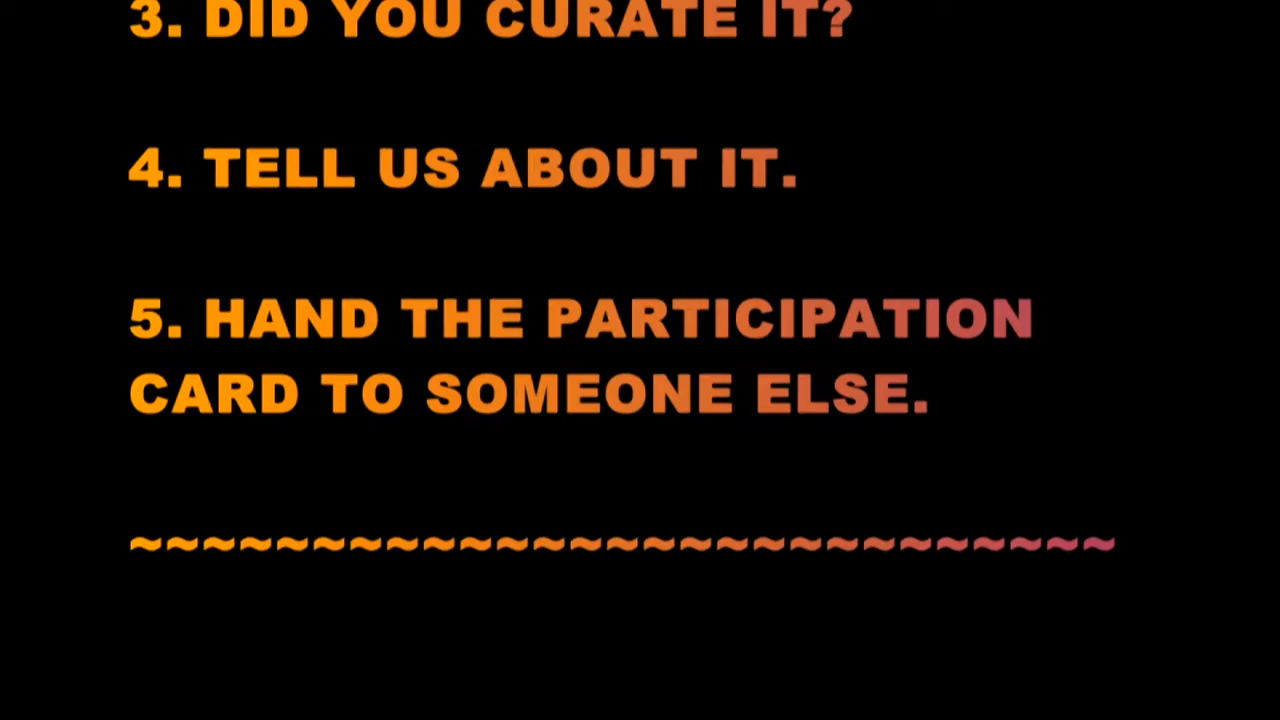 3. DID YOU CURATE IT?
4. TELL US ABOUT IT.
5. HAND THE PARTICIPATION
CARD TO SOMEONE ELSE.
~~~~~~~~~~~~~~~~~~~~~~~~~~~